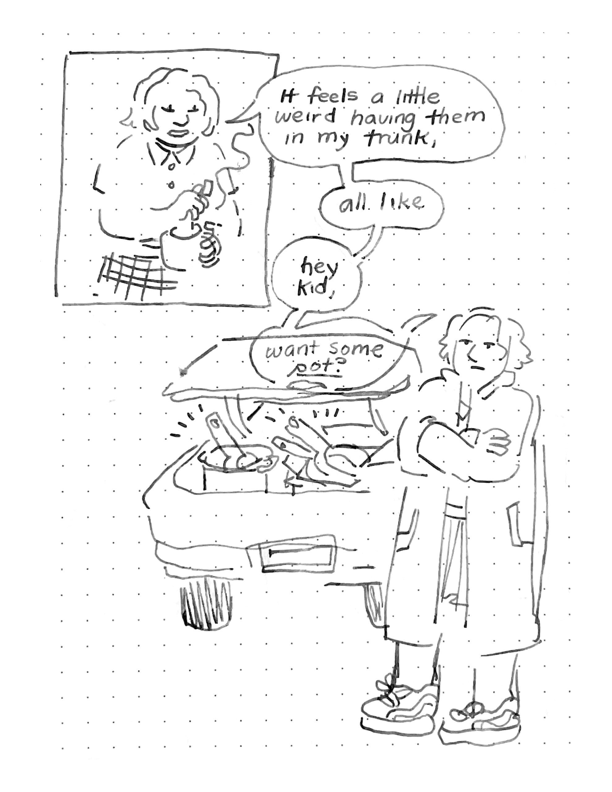 It feels a little
weird having them
in my trunk,
all like
hey
kid,
want some
pot?